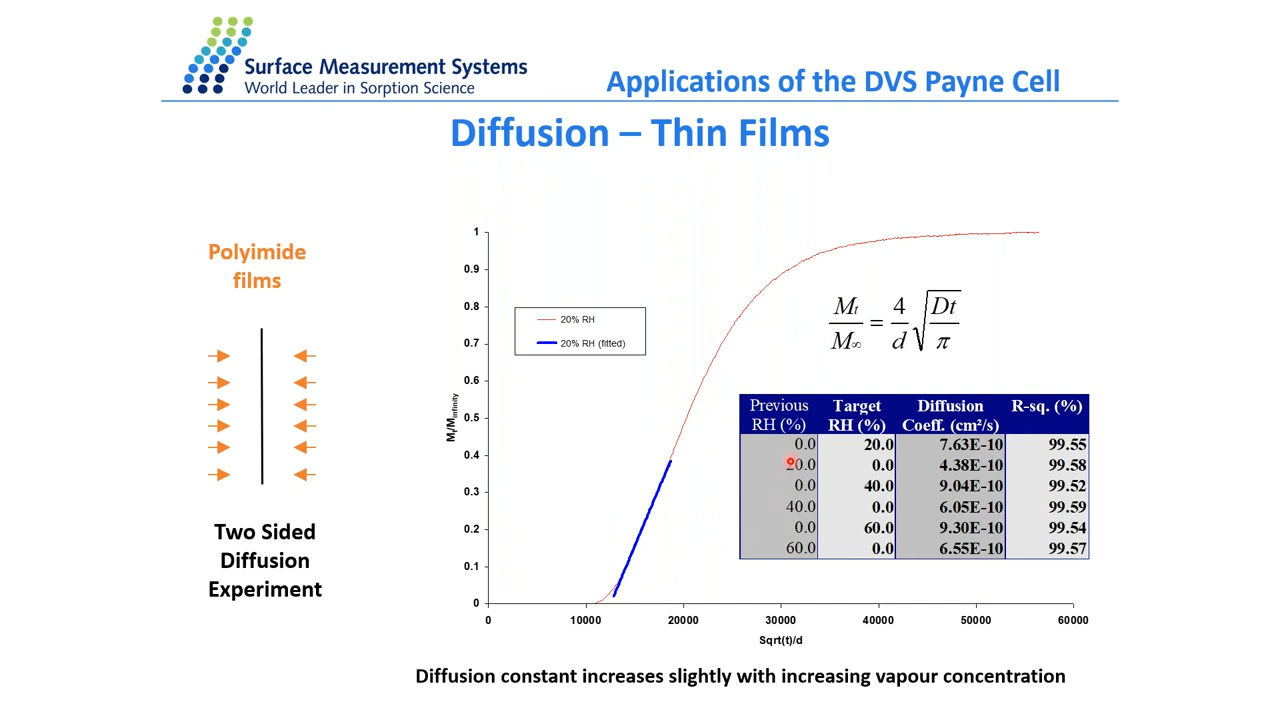 Surface Measurement Systems
World Leader in Sorption Science
Applications of the DVS Payne Cell
Diffusion – Thin Films
Polyimide
films
Two Sided
Diffusion
Experiment
Mt/Minfinity
1
0.9
0.8
0.7
0.6
0.5
0.4
0.3
0.2
0.1
0
20% RH
20% RH (fitted)
0 10000 20000 30000 40000 50000 60000
Sqrt(t)/d
Mt/M∞ = 4/d √(Dt/π)
Previous RH (%) Target RH (%) Diffusion Coeff. (cm²/s) R-sq. (%)
0.0 20.0 7.63E-10 99.55
20.0 0.0 4.38E-10 99.58
0.0 40.0 9.04E-10 99.52
40.0 0.0 6.05E-10 99.59
0.0 60.0 9.30E-10 99.54
60.0 0.0 6.55E-10 99.57
Diffusion constant increases slightly with increasing vapour concentration